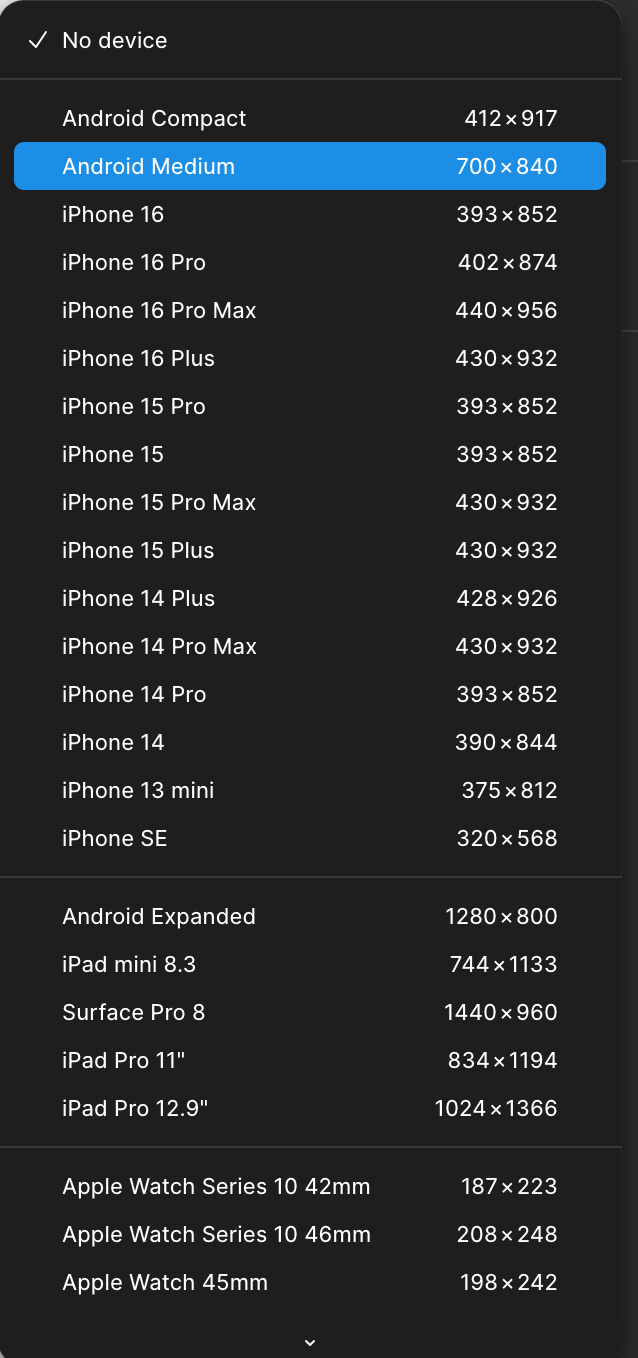 No device
Android Compact 412×917
Android Medium 700×840
iPhone 16 393×852
iPhone 16 Pro 402×874
iPhone 16 Pro Max 440×956
iPhone 16 Plus 430×932
iPhone 15 Pro 393×852
iPhone 15 393×852
iPhone 15 Pro Max 430×932
iPhone 15 Plus 430×932
iPhone 14 Plus 428×926
iPhone 14 Pro Max 430×932
iPhone 14 Pro 393×852
iPhone 14 390×844
iPhone 13 mini 375×812
iPhone SE 320×568
Android Expanded 1280×800
iPad mini 8.3 744×1133
Surface Pro 8 1440×960
iPad Pro 11" 834×1194
iPad Pro 12.9" 1024×1366
Apple Watch Series 10 42mm 187×223
Apple Watch Series 10 46mm 208×248
Apple Watch 45mm 198×242